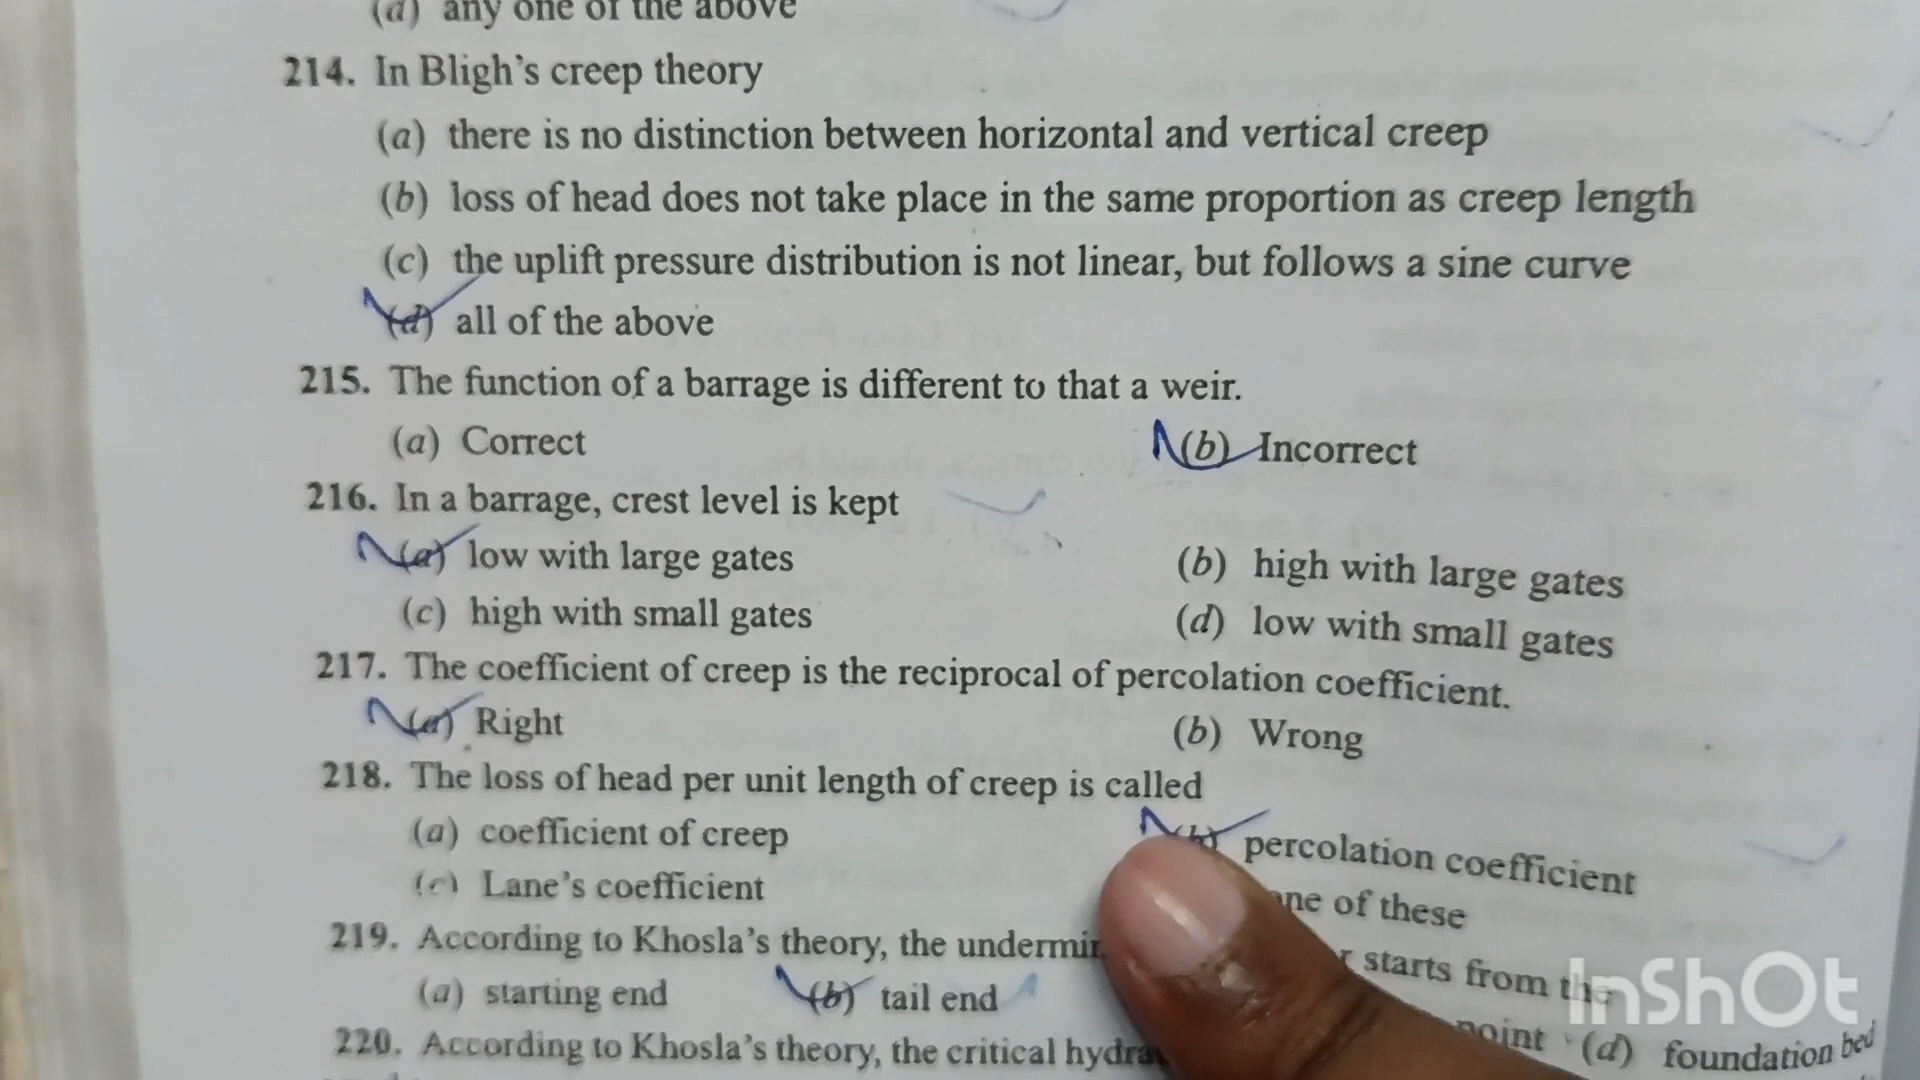 (d) any one of the above
214. In Bligh's creep theory
(a) there is no distinction between horizontal and vertical creep
(b) loss of head does not take place in the same proportion as creep length
(c) the uplift pressure distribution is not linear, but follows a sine curve
(d) all of the above
215. The function of a barrage is different to that a weir.
(a) Correct (b) Incorrect
216. In a barrage, crest level is kept
(a) low with large gates (b) high with large gates
(c) high with small gates (d) low with small gates
217. The coefficient of creep is the reciprocal of percolation coefficient.
(a) Right (b) Wrong
218. The loss of head per unit length of creep is called
(a) coefficient of creep (b) percolation coefficient
(c) Lane's coefficient of these
219. According to Khosla's theory, the starts from the
(a) starting end (b) tail end point (d) foundation bed
220. According to Khosla's theory, the critical
InShOt